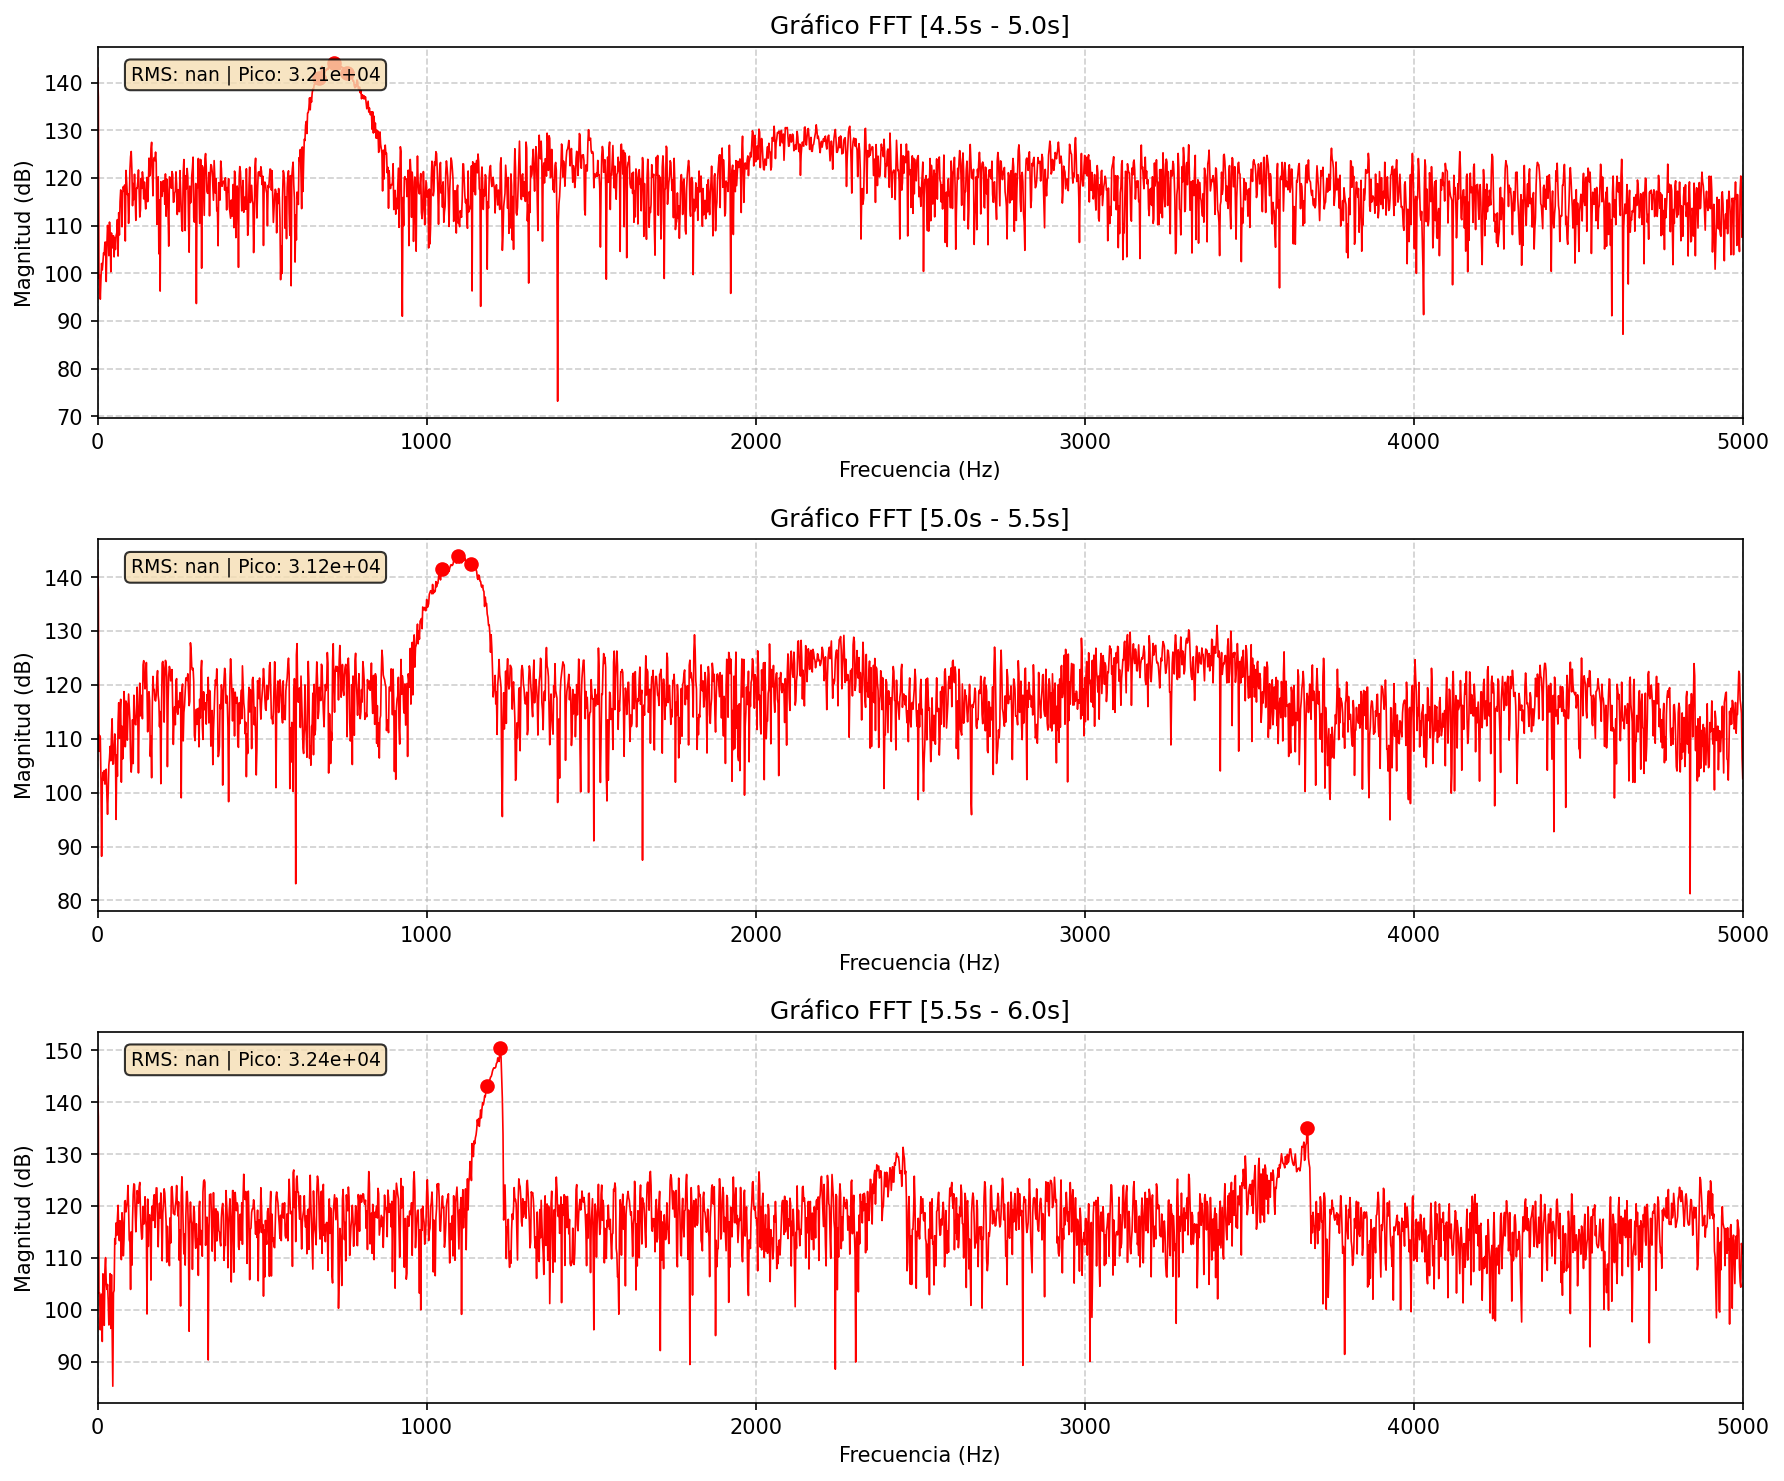 Gráfico FFT [4.5s - 5.0s]
RMS: nan | Pico: 3.21e+04
Magnitud (dB)
140
130
120
110
100
90
80
70
0 1000 2000 3000 4000 5000
Frecuencia (Hz)
Gráfico FFT [5.0s - 5.5s]
RMS: nan | Pico: 3.12e+04
Magnitud (dB)
140
130
120
110
100
90
80
0 1000 2000 3000 4000 5000
Frecuencia (Hz)
Gráfico FFT [5.5s - 6.0s]
RMS: nan | Pico: 3.24e+04
Magnitud (dB)
150
140
130
120
110
100
90
0 1000 2000 3000 4000 5000
Frecuencia (Hz)